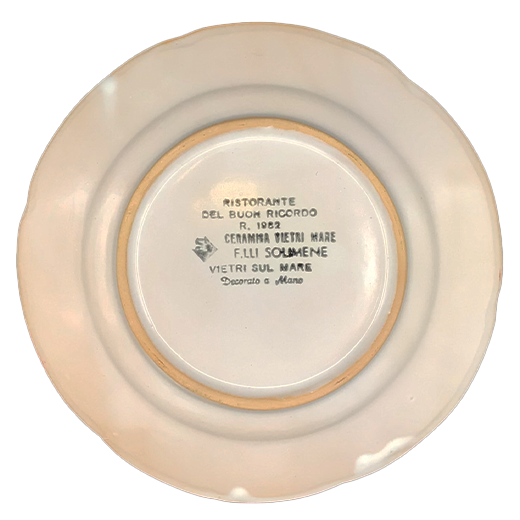 RISTORANTE
DEL BUON RICORDO
R. 1982
CERAMICA VIETRI MARE
F.LLI SOLIMENE
VIETRI SUL MARE
Decorato a Mano